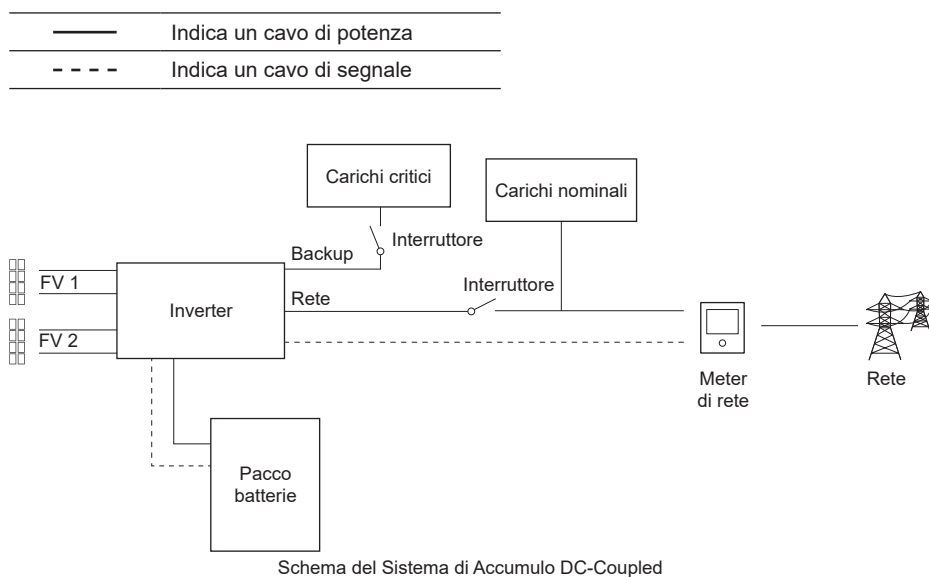 Indica un cavo di potenza
Indica un cavo di segnale
Carichi critici
Carichi nominali
Interruttore
Backup
FV 1
Inverter
Rete
Interruttore
FV 2
Meter
di rete
Rete
Pacco
batterie
Schema del Sistema di Accumulo DC-Coupled